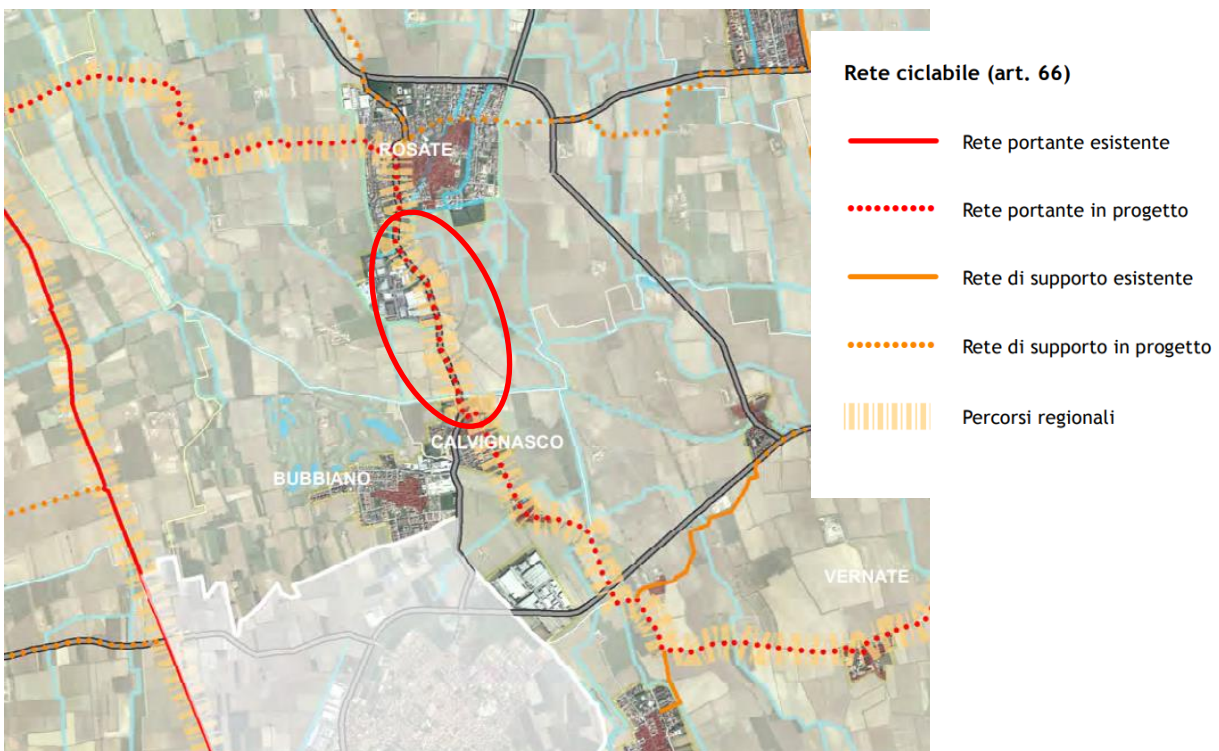 Rete ciclabile (art. 66)
Rete portante esistente
Rete portante in progetto
Rete di supporto esistente
Rete di supporto in progetto
Percorsi regionali
ROSATE
CALVIGNASCO
BUBBIANO
VERNATE